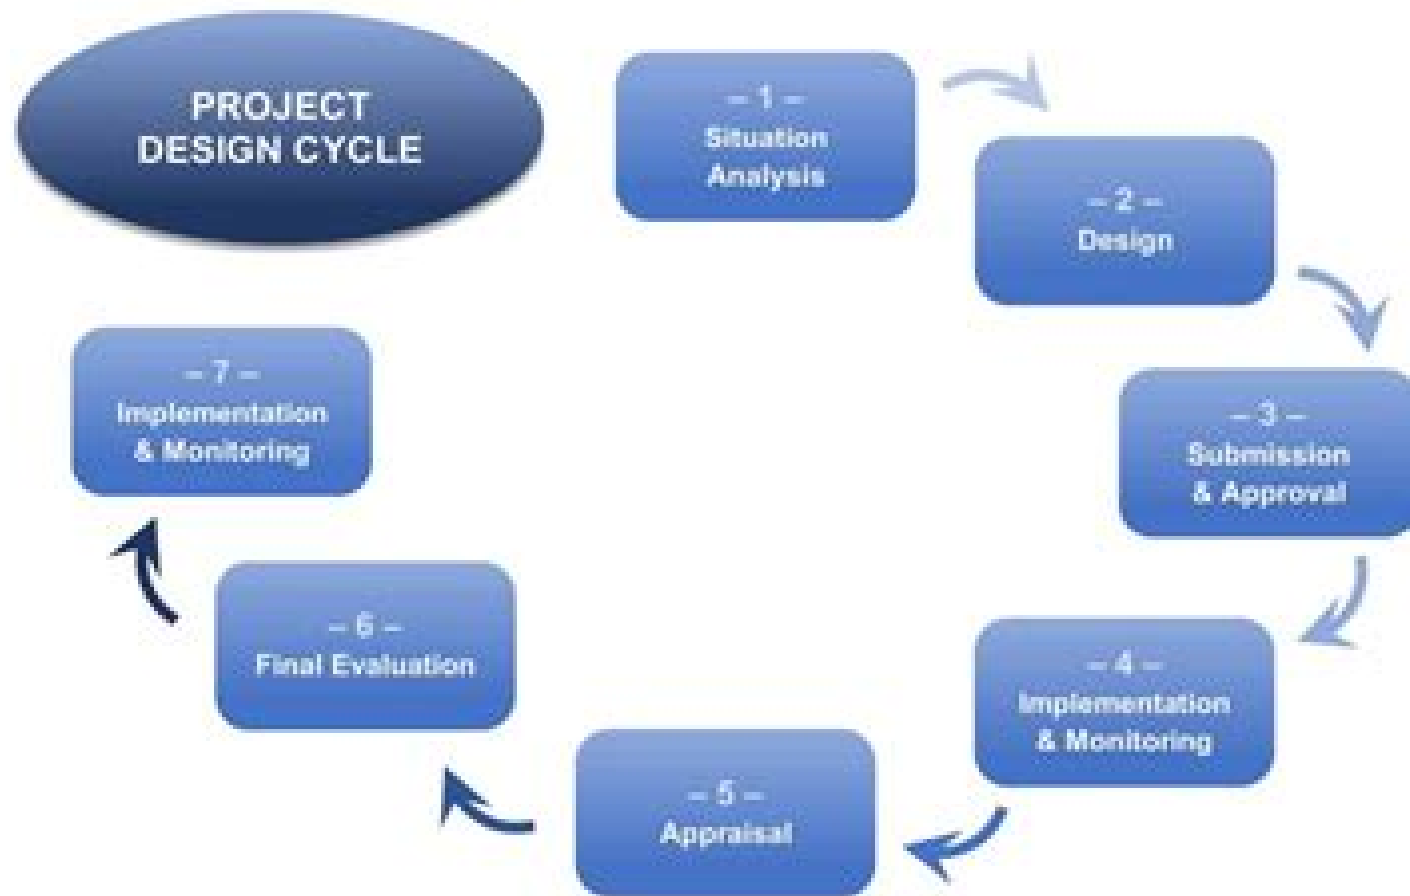 PROJECT
DESIGN CYCLE
– 1 –
Situation
Analysis
– 2 –
Design
– 3 –
Submission
& Approval
– 4 –
Implementation
& Monitoring
– 5 –
Appraisal
– 6 –
Final Evaluation
– 7 –
Implementation
& Monitoring